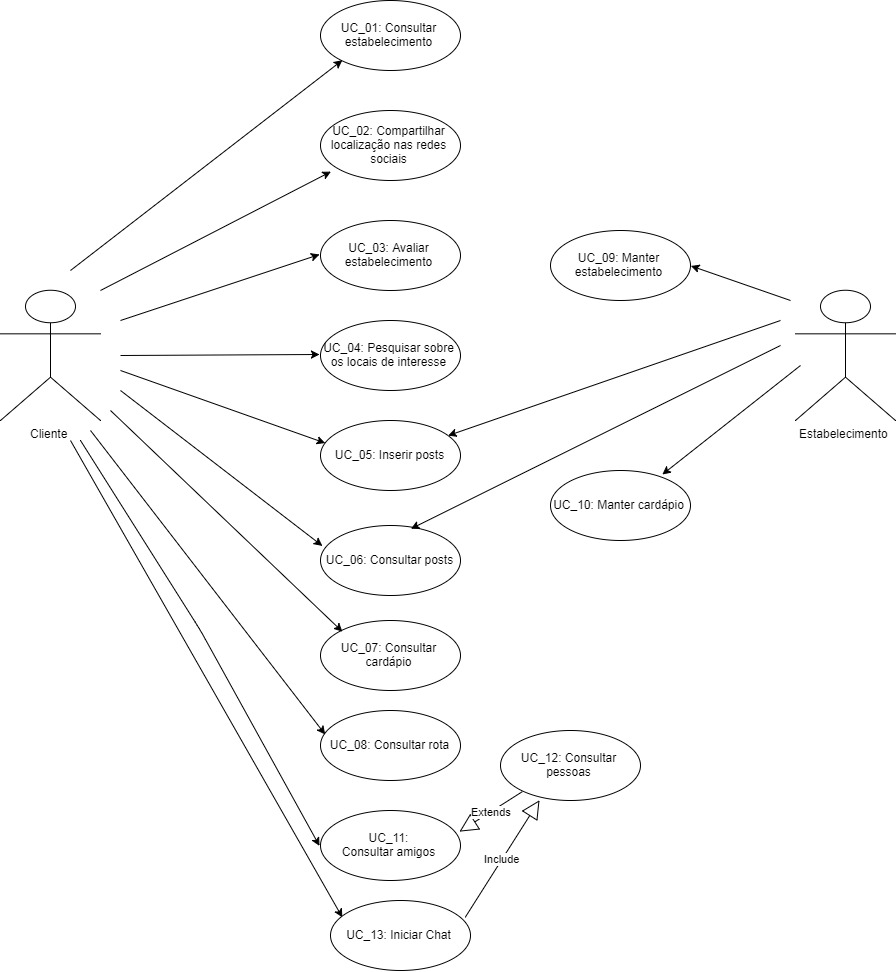 UC_01: Consultar
estabelecimento
UC_02: Compartilhar
localização nas redes
sociais
UC_03: Avaliar
estabelecimento
UC_09: Manter
estabelecimento
UC_04: Pesquisar sobre
os locais de interesse
Cliente
Estabelecimento
UC_05: Inserir posts
UC_10: Manter cardápio
UC_06: Consultar posts
UC_07: Consultar
cardápio
UC_08: Consultar rota
UC_12: Consultar
pessoas
Extends
UC_11:
Consultar amigos
Include
UC_13: Iniciar Chat